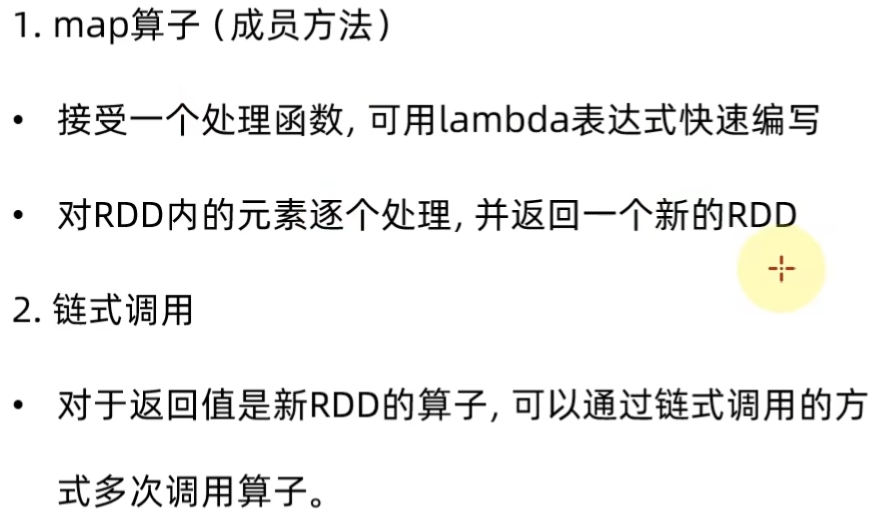 1. map算子（成员方法）
• 接受一个处理函数, 可用lambda表达式快速编写
• 对RDD内的元素逐个处理, 并返回一个新的RDD
2. 链式调用
• 对于返回值是新RDD的算子, 可以通过链式调用的方
式多次调用算子。